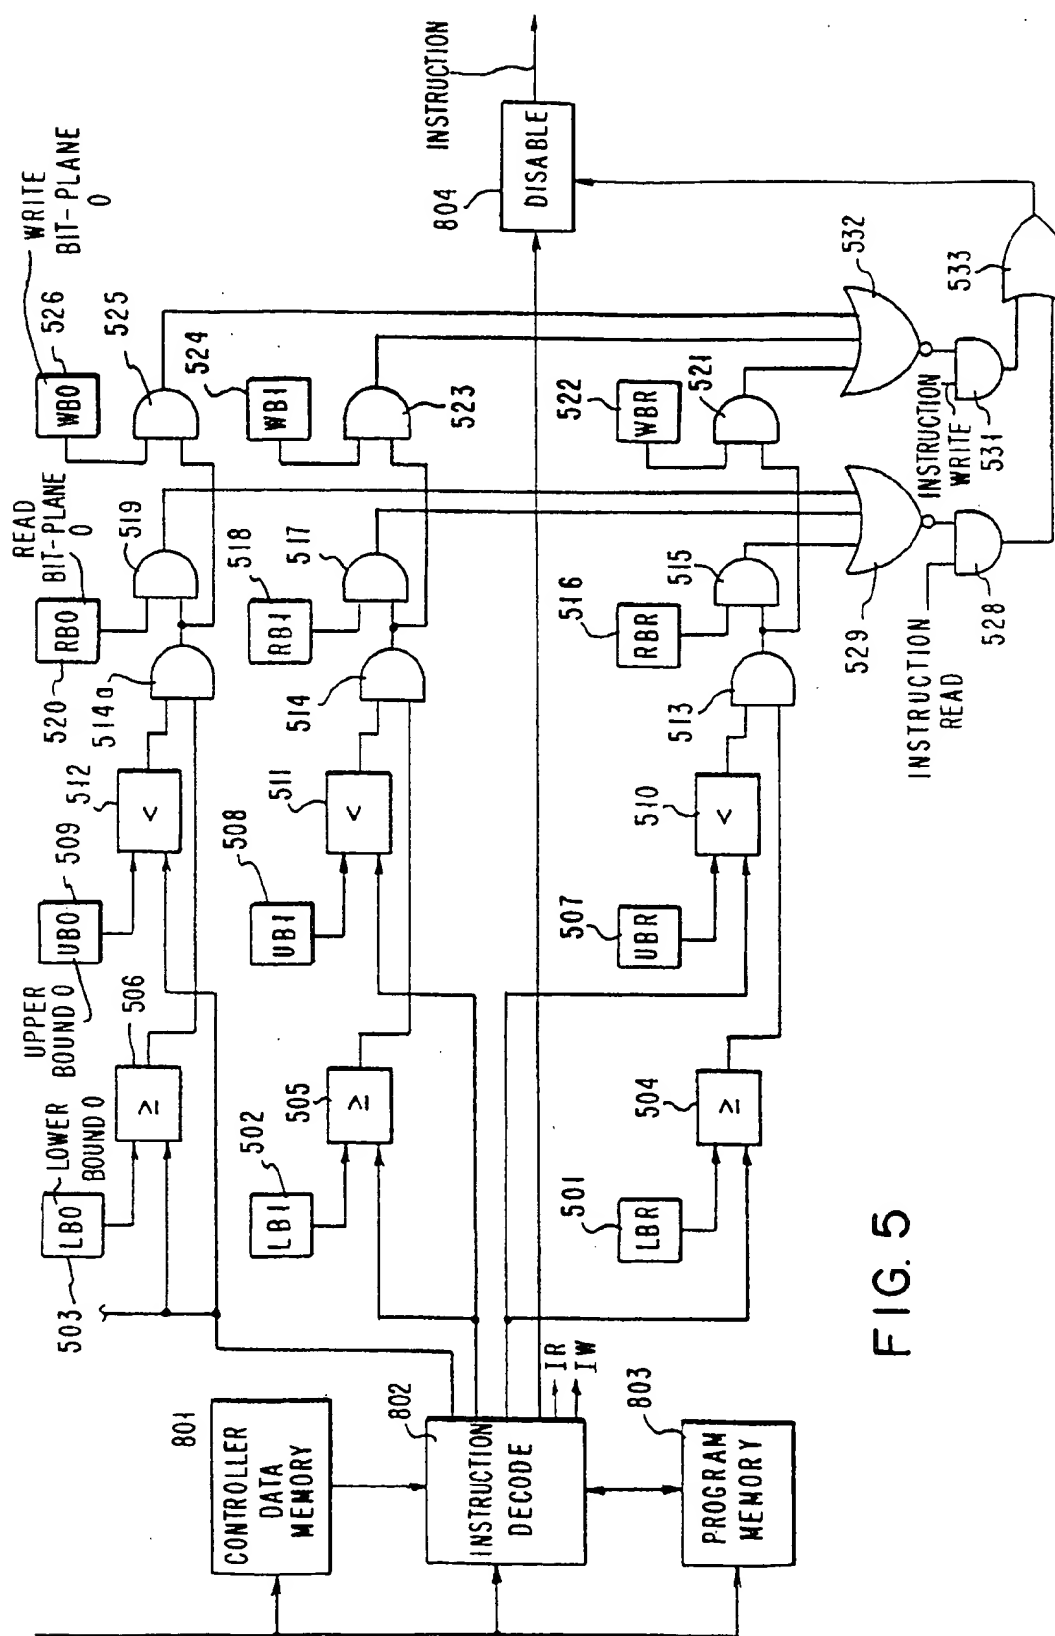 503
LB0
LOWER
BOUND 0
506
≥
UPPER
BOUND 0
UB0
509
512
<
514a
520
RB0
READ
BIT-PLANE
0
519
WB0
526
WRITE
BIT-PLANE
0
525
LB1
502
505
≥
UB1
508
511
<
514
RB1
518
517
WB1
524
523
801
CONTROLLER
DATA
MEMORY
802
INSTRUCTION
DECODE
IR
IW
803
PROGRAM
MEMORY
804
DISABLE
INSTRUCTION
501
LBR
504
≥
507
UBR
510
<
513
516
RBR
515
522
WBR
521
529
532
INSTRUCTION
READ
528
INSTRUCTION
WRITE
531
533
FIG. 5